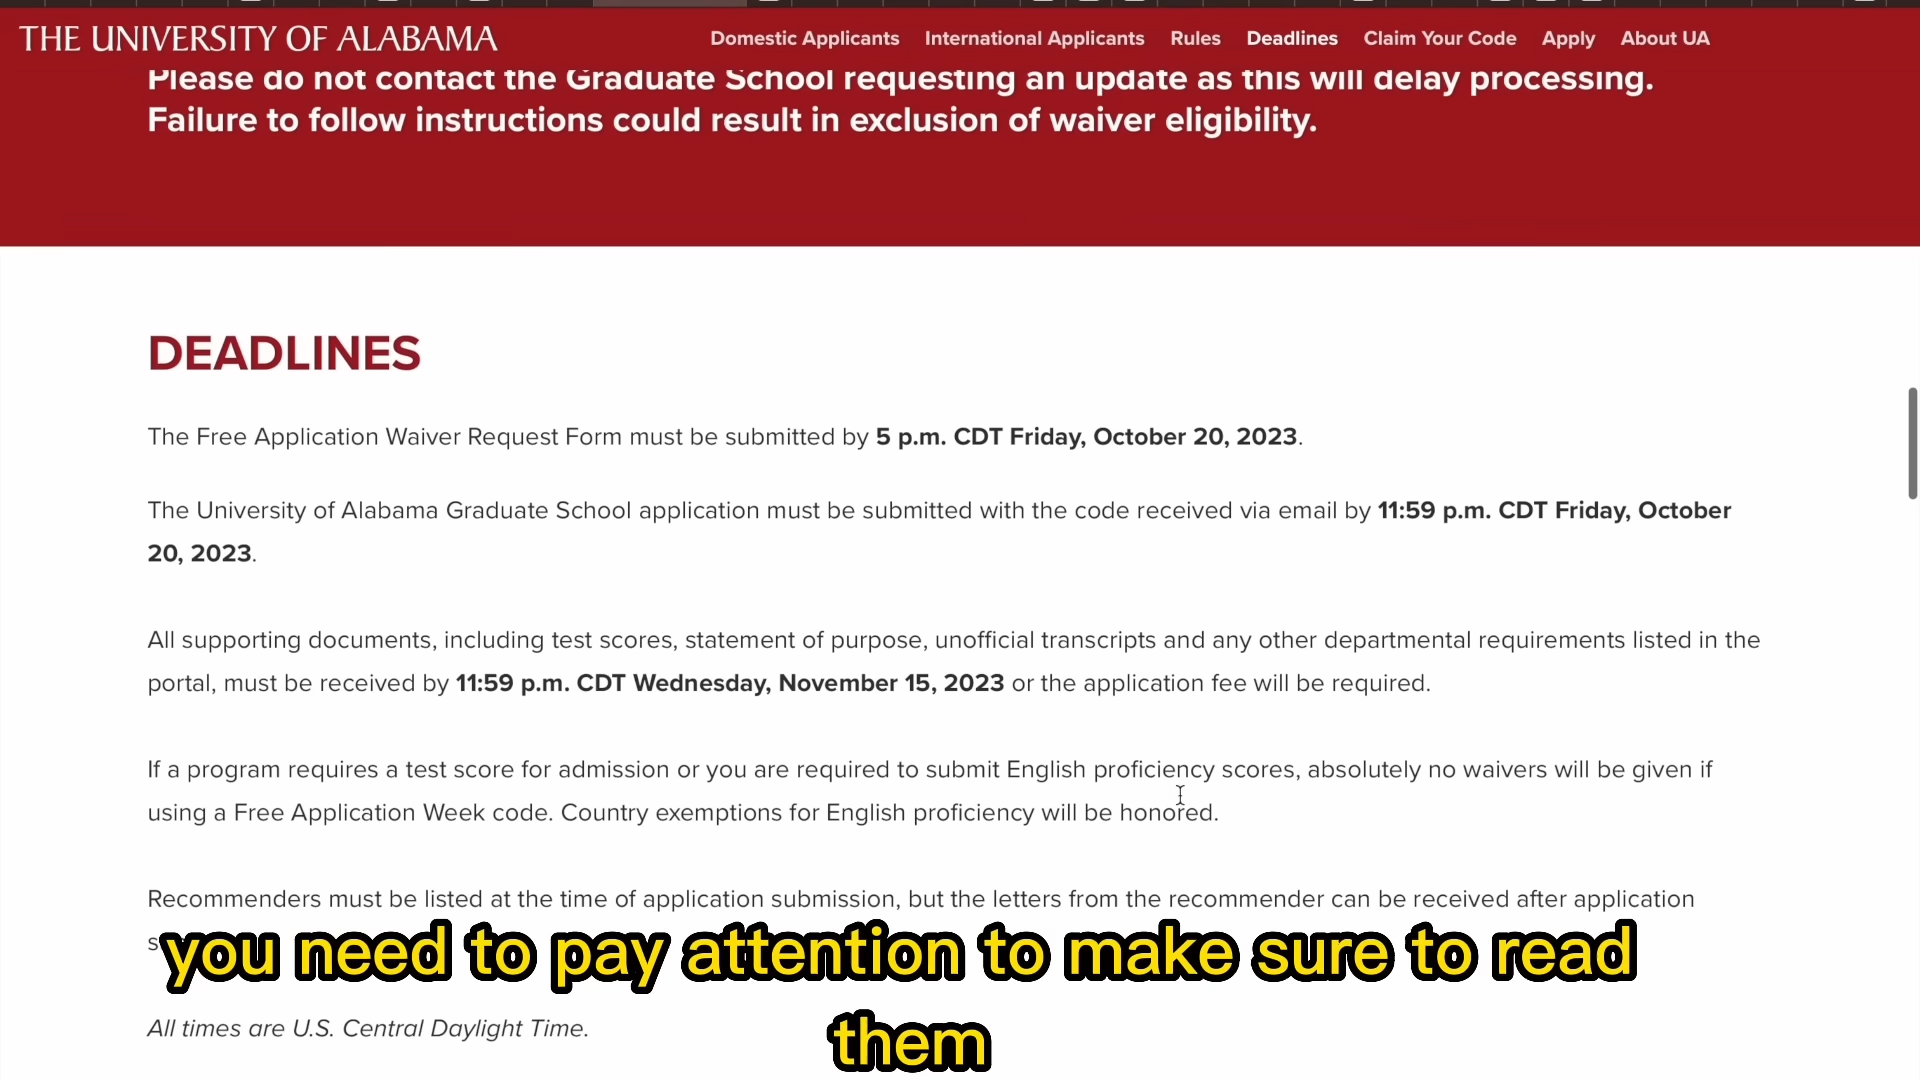 THE UNIVERSITY OF ALABAMA
Domestic Applicants International Applicants Rules Deadlines Claim Your Code Apply About UA
Please do not contact the Graduate School requesting an update as this will delay processing.
Failure to follow instructions could result in exclusion of waiver eligibility.
DEADLINES
The Free Application Waiver Request Form must be submitted by 5 p.m. CDT Friday, October 20, 2023.
The University of Alabama Graduate School application must be submitted with the code received via email by 11:59 p.m. CDT Friday, October
20, 2023.
All supporting documents, including test scores, statement of purpose, unofficial transcripts and any other departmental requirements listed in the
portal, must be received by 11:59 p.m. CDT Wednesday, November 15, 2023 or the application fee will be required.
If a program requires a test score for admission or you are required to submit English proficiency scores, absolutely no waivers will be given if
using a Free Application Week code. Country exemptions for English proficiency will be honored.
Recommenders must be listed at the time of application submission, but the letters from the recommender can be received after application
you need to pay attention to make sure to read
All times are U.S. Central Daylight Time.
them